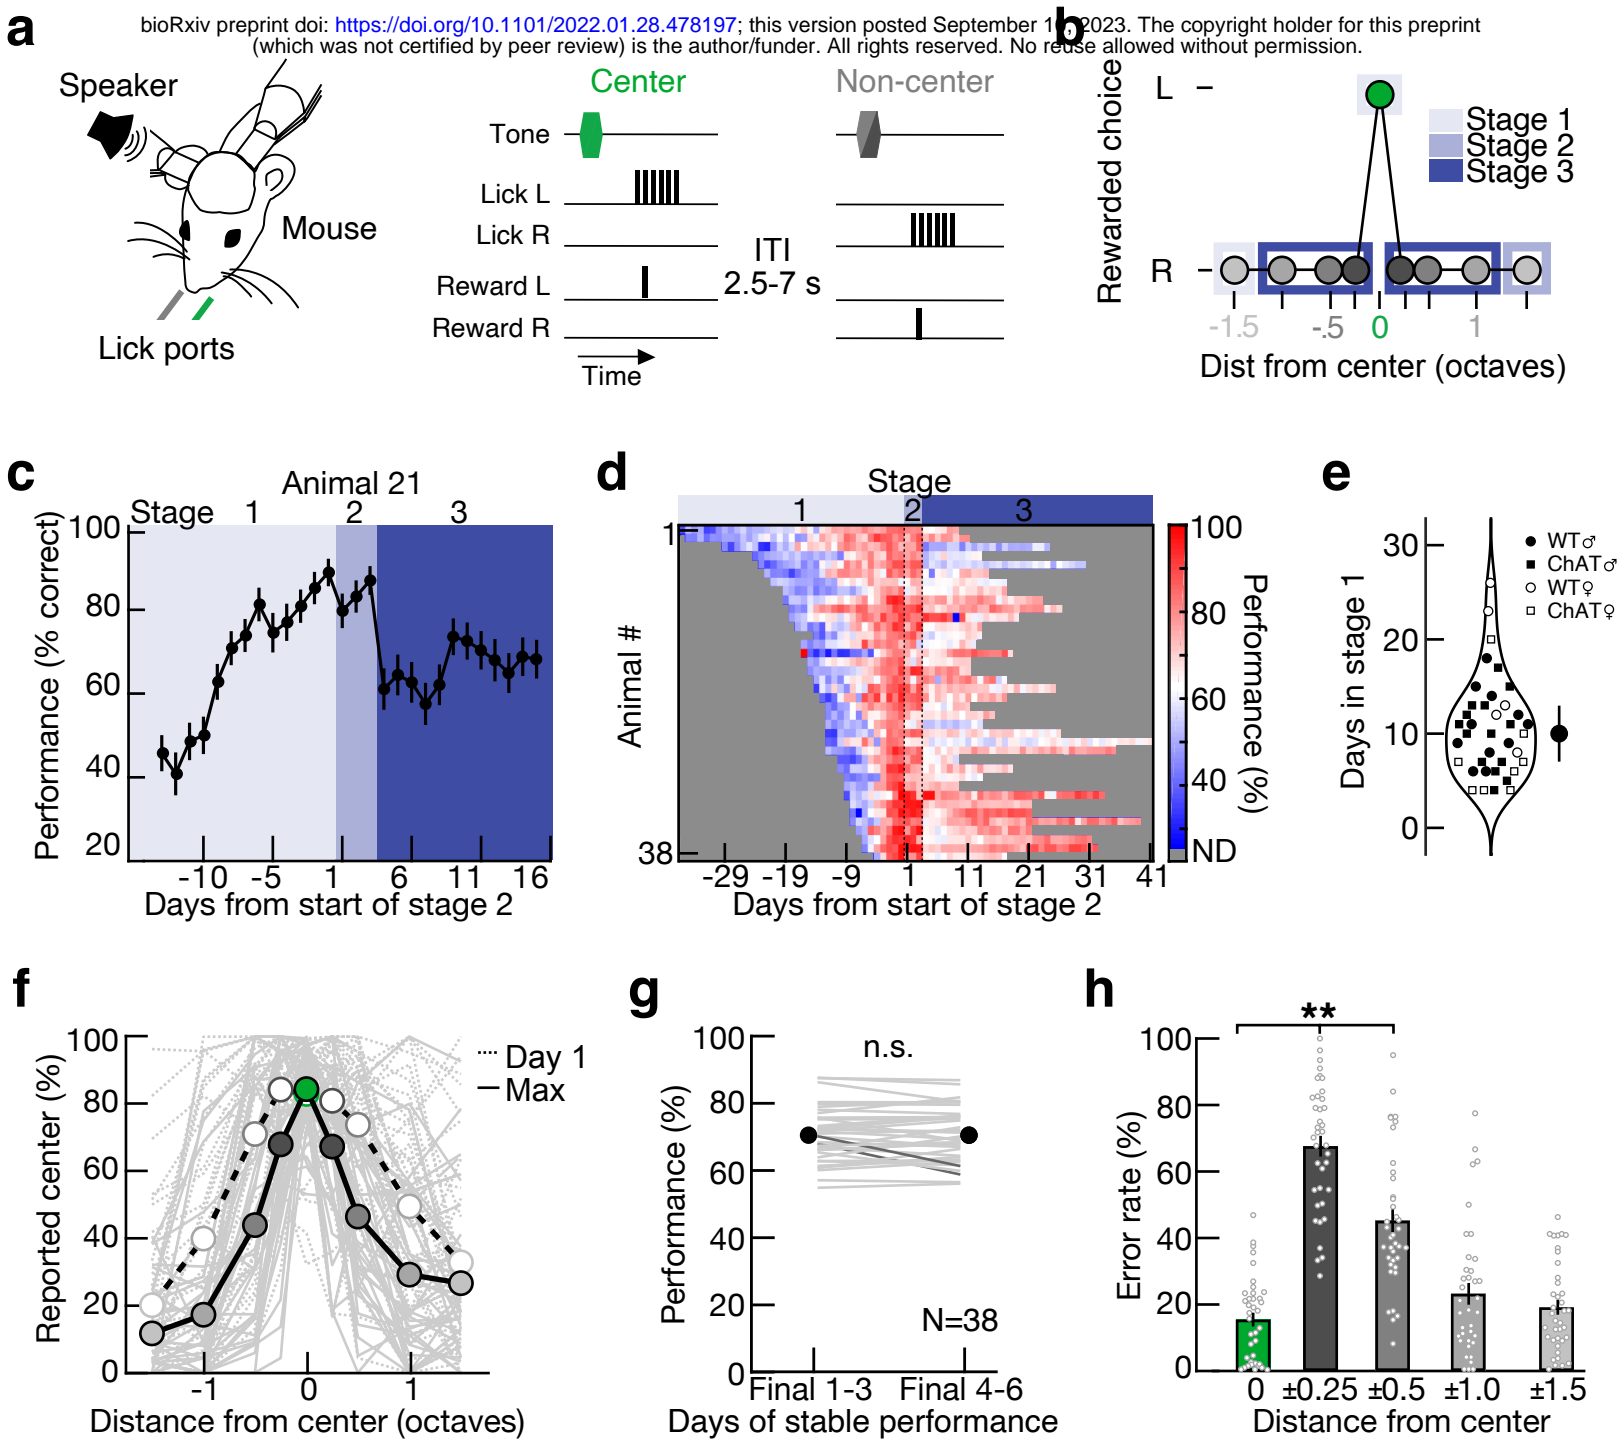 bioRxiv preprint doi: https://doi.org/10.1101/2022.01.28.478197; this version posted September 10, 2023. The copyright holder for this preprint
(which was not certified by peer review) is the author/funder. All rights reserved. No reuse allowed without permission.
a
Speaker
Mouse
Lick ports
Center
Non-center
Tone
Lick L
Lick R
ITI
2.5-7 s
Reward L
Reward R
Time
b
Rewarded choice
L
R
Stage 1
Stage 2
Stage 3
-1.5
-.5
0
1
Dist from center (octaves)
c
Animal 21
Stage 1 2 3
Performance (% correct)
100
80
60
40
20
-10 -5 1 6 11 16
Days from start of stage 2
d
Stage
1 2 3
Animal #
1
38
-29 -19 -9 1 11 21 31 41
Days from start of stage 2
100
80
60
40
ND
Performance (%)
e
Days in stage 1
30
20
10
0
WT♂
ChAT♂
WT♀
ChAT♀
f
Reported center (%)
100
80
60
40
20
0
Day 1
Max
-1 0 1
Distance from center (octaves)
g
Performance (%)
100
80
60
40
20
0
n.s.
N=38
Final 1-3 Final 4-6
Days of stable performance
h
**
Error rate (%)
100
80
60
40
20
0
0 ±0.25 ±0.5 ±1.0 ±1.5
Distance from center